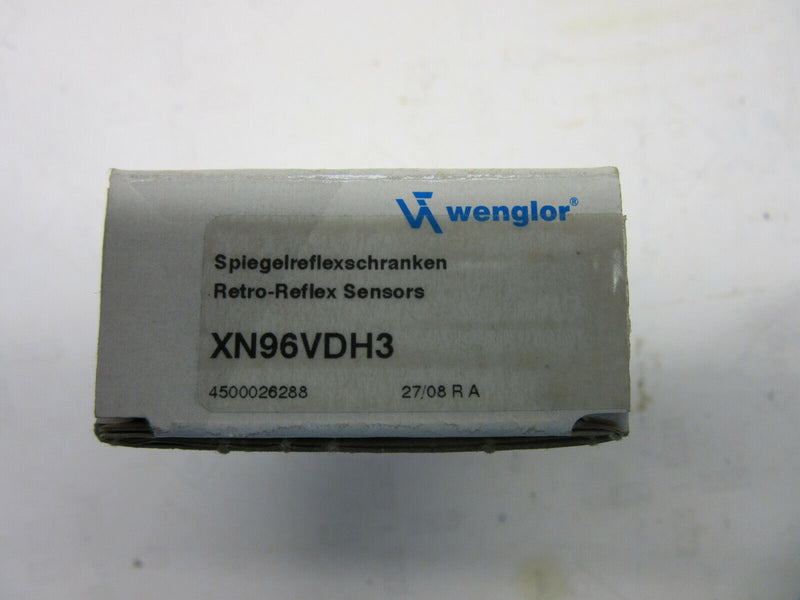 wenglor®
Spiegelreflexschranken
Retro-Reflex Sensors
XN96VDH3
4500026288 27/08 R A